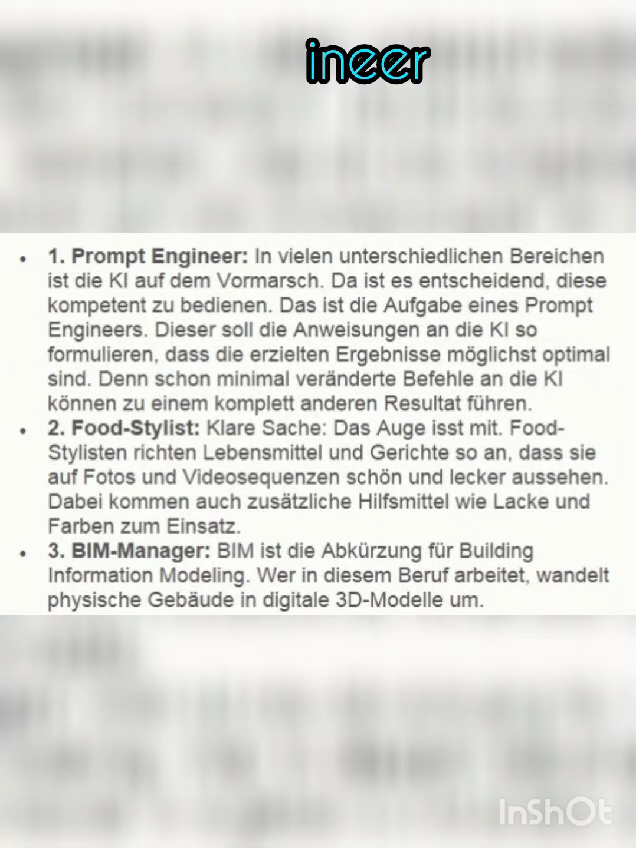 ineer
• 1. Prompt Engineer: In vielen unterschiedlichen Bereichen
ist die KI auf dem Vormarsch. Da ist es entscheidend, diese
kompetent zu bedienen. Das ist die Aufgabe eines Prompt
Engineers. Dieser soll die Anweisungen an die KI so
formulieren, dass die erzielten Ergebnisse möglichst optimal
sind. Denn schon minimal veränderte Befehle an die KI
können zu einem komplett anderen Resultat führen.
• 2. Food-Stylist: Klare Sache: Das Auge isst mit. Food-
Stylisten richten Lebensmittel und Gerichte so an, dass sie
auf Fotos und Videosequenzen schön und lecker aussehen.
Dabei kommen auch zusätzliche Hilfsmittel wie Lacke und
Farben zum Einsatz.
• 3. BIM-Manager: BIM ist die Abkürzung für Building
Information Modeling. Wer in diesem Beruf arbeitet, wandelt
physische Gebäude in digitale 3D-Modelle um.
InShOt